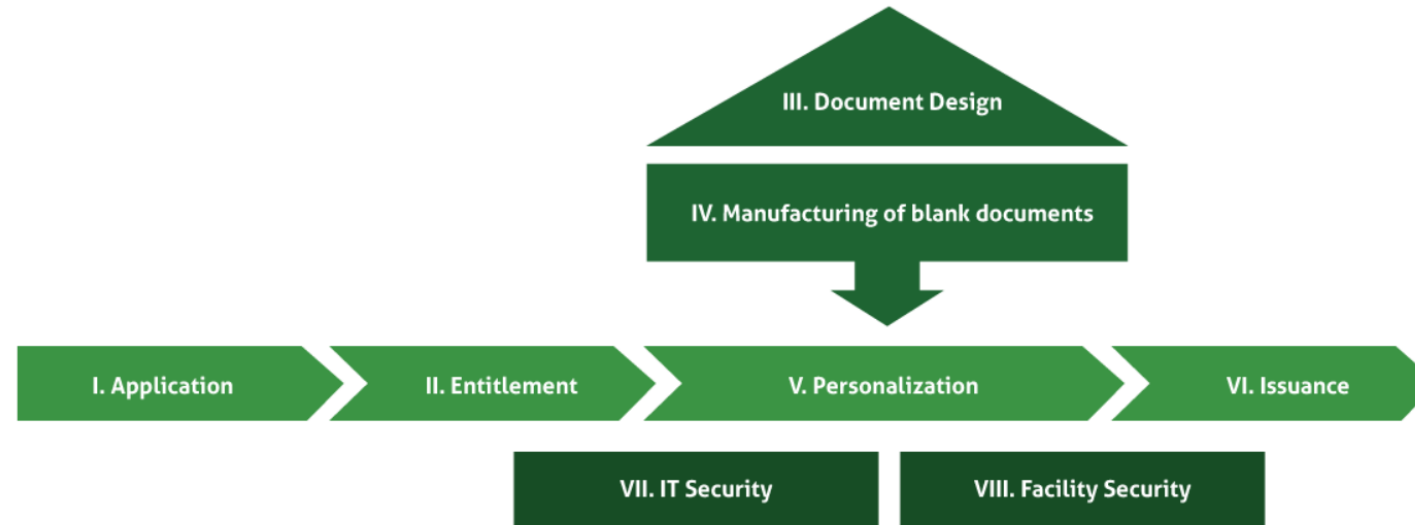 III. Document Design
IV. Manufacturing of blank documents
I. Application
II. Entitlement
V. Personalization
VI. Issuance
VII. IT Security
VIII. Facility Security